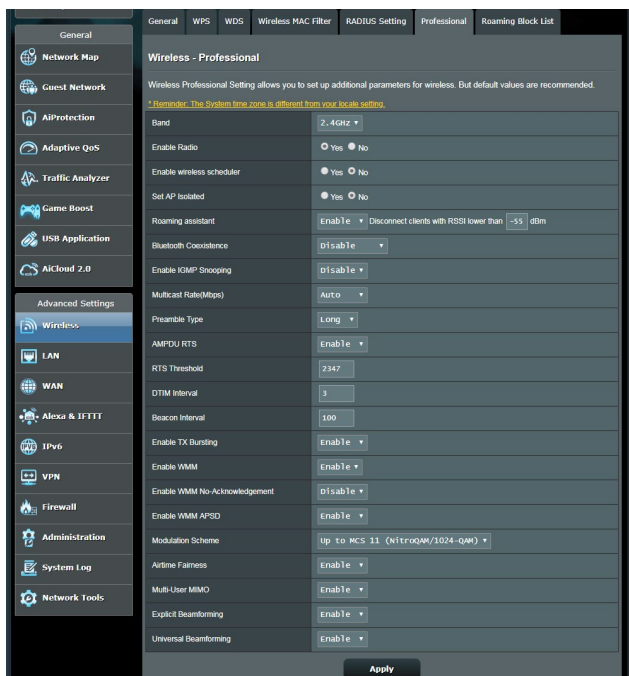 General WPS WDS Wireless MAC Filter RADIUS Setting Professional Roaming Block List
General
Network Map
Guest Network
AiProtection
Adaptive QoS
Traffic Analyzer
Game Boost
USB Application
AiCloud 2.0
Advanced Settings
Wireless
LAN
WAN
Alexa & IFTTT
IPv6
VPN
Firewall
Administration
System Log
Network Tools
Wireless - Professional
Wireless Professional Setting allows you to set up additional parameters for wireless. But default values are recommended.
* Reminder: The System time zone is different from your locale setting.
Band 2.4GHz
Enable Radio Yes No
Enable wireless scheduler Yes No
Set AP Isolated Yes No
Roaming assistant Enable Disconnect clients with RSSI lower than -55 dBm
Bluetooth Coexistence Disable
Enable IGMP Snooping Disable
Multicast Rate(Mbps) Auto
Preamble Type Long
AMPDU RTS Enable
RTS Threshold 2347
DTIM Interval 3
Beacon Interval 100
Enable TX Bursting Enable
Enable WMM Enable
Enable WMM No-Acknowledgement Disable
Enable WMM APSD Enable
Modulation Scheme Up to MCS 11 (NitroQAM/1024-QAM)
Airtime Fairness Enable
Multi-User MIMO Enable
Explicit Beamforming Enable
Universal Beamforming Enable
Apply